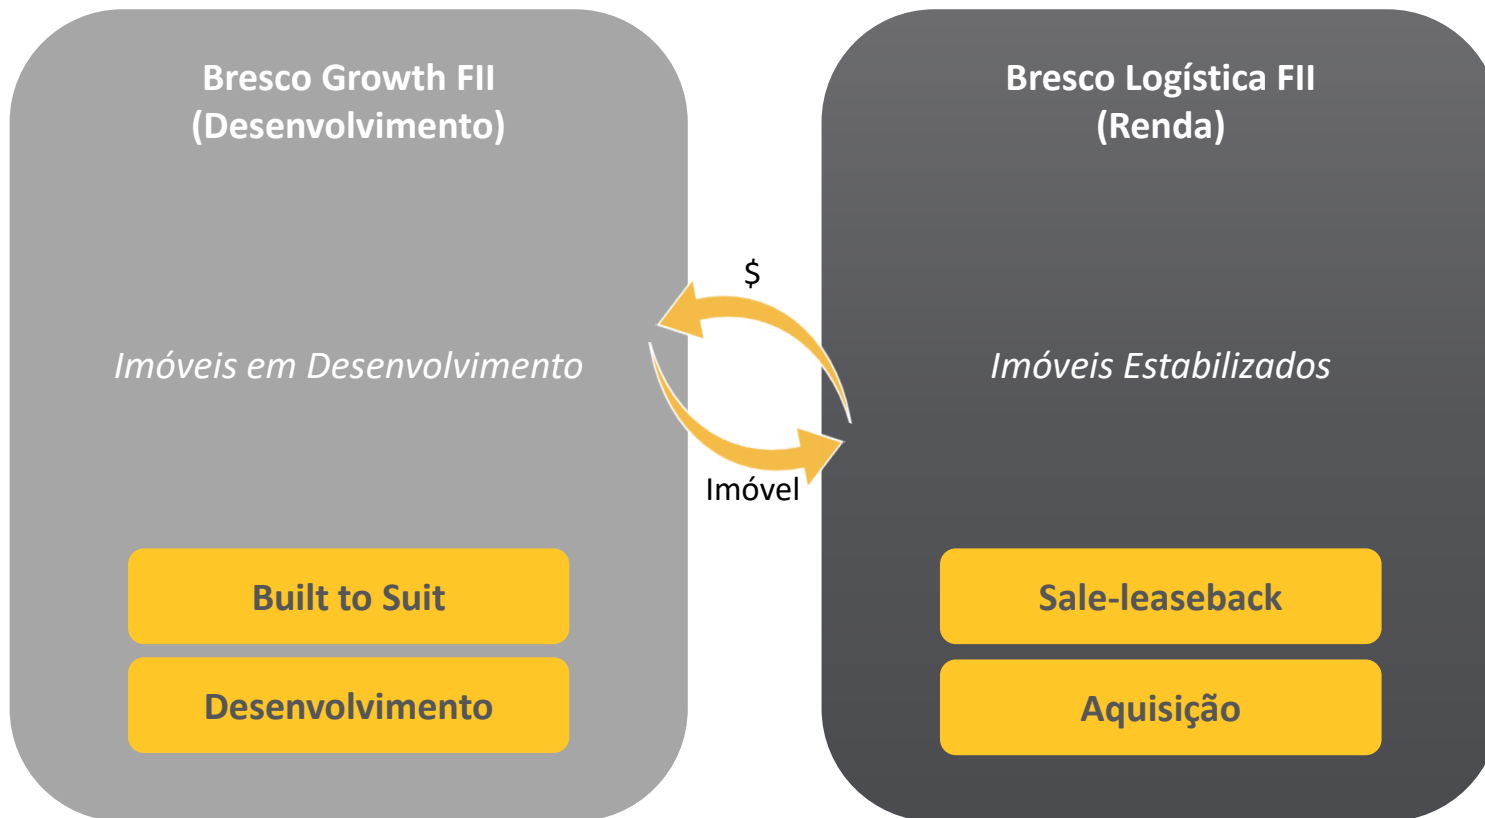 Bresco Growth FII
(Desenvolvimento)
Imóveis em Desenvolvimento
Built to Suit
Desenvolvimento
$
Imóvel
Bresco Logística FII
(Renda)
Imóveis Estabilizados
Sale-leaseback
Aquisição